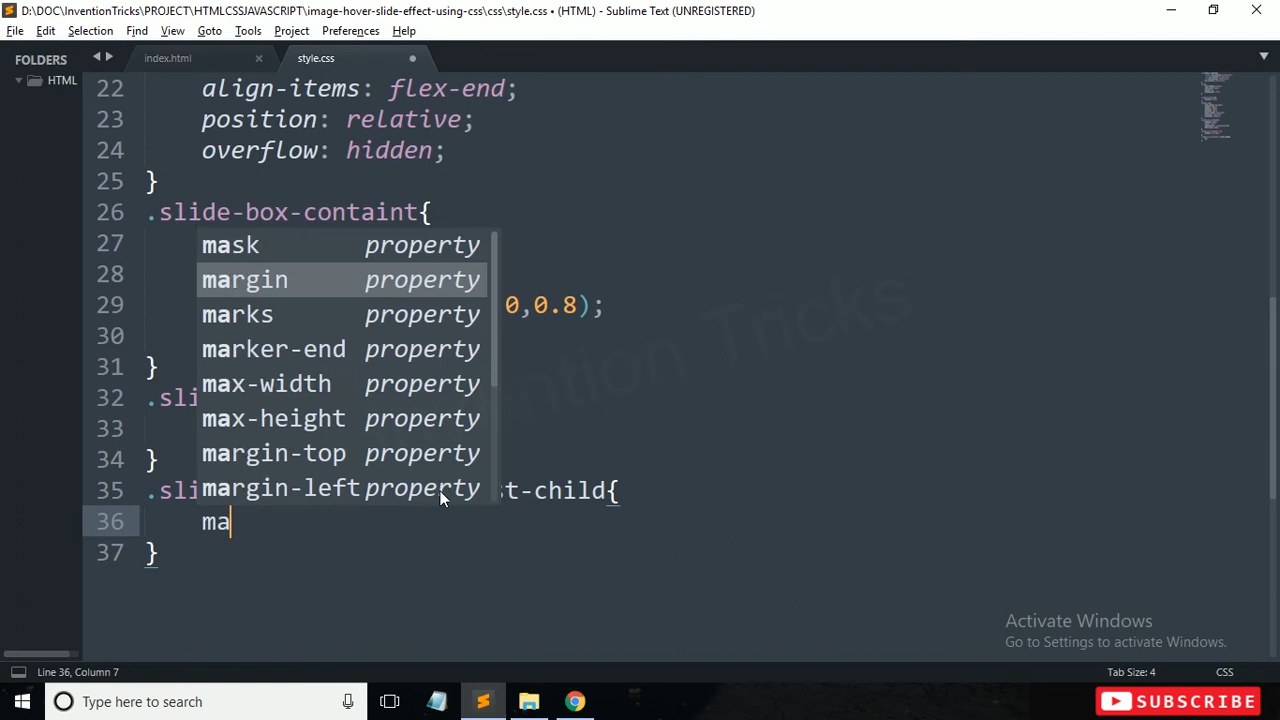 D:\DOC\InventionTricks\PROJECT\HTMLCSSJAVASCRIPT\image-hover-slide-effect-using-css\css\style.css • (HTML) - Sublime Text (UNREGISTERED)
File Edit Selection Find View Goto Tools Project Preferences Help
FOLDERS
HTML
index.html × style.css
22 align-items: flex-end;
23 position: relative;
24 overflow: hidden;
25 }
26 .slide-box-containt{
27 mask property
28 margin property
29 marks property 0,0.8);
30 marker-end property
31 } max-width property
32 .sli max-height property
33 margin-top property
34 } margin-left property
35 .sli st-child{
36 ma
37 }
Invention Tricks
Activate Windows
Go to Settings to activate Windows.
Line 36, Column 7 Tab Size: 4 CSS
Type here to search SUBSCRIBE